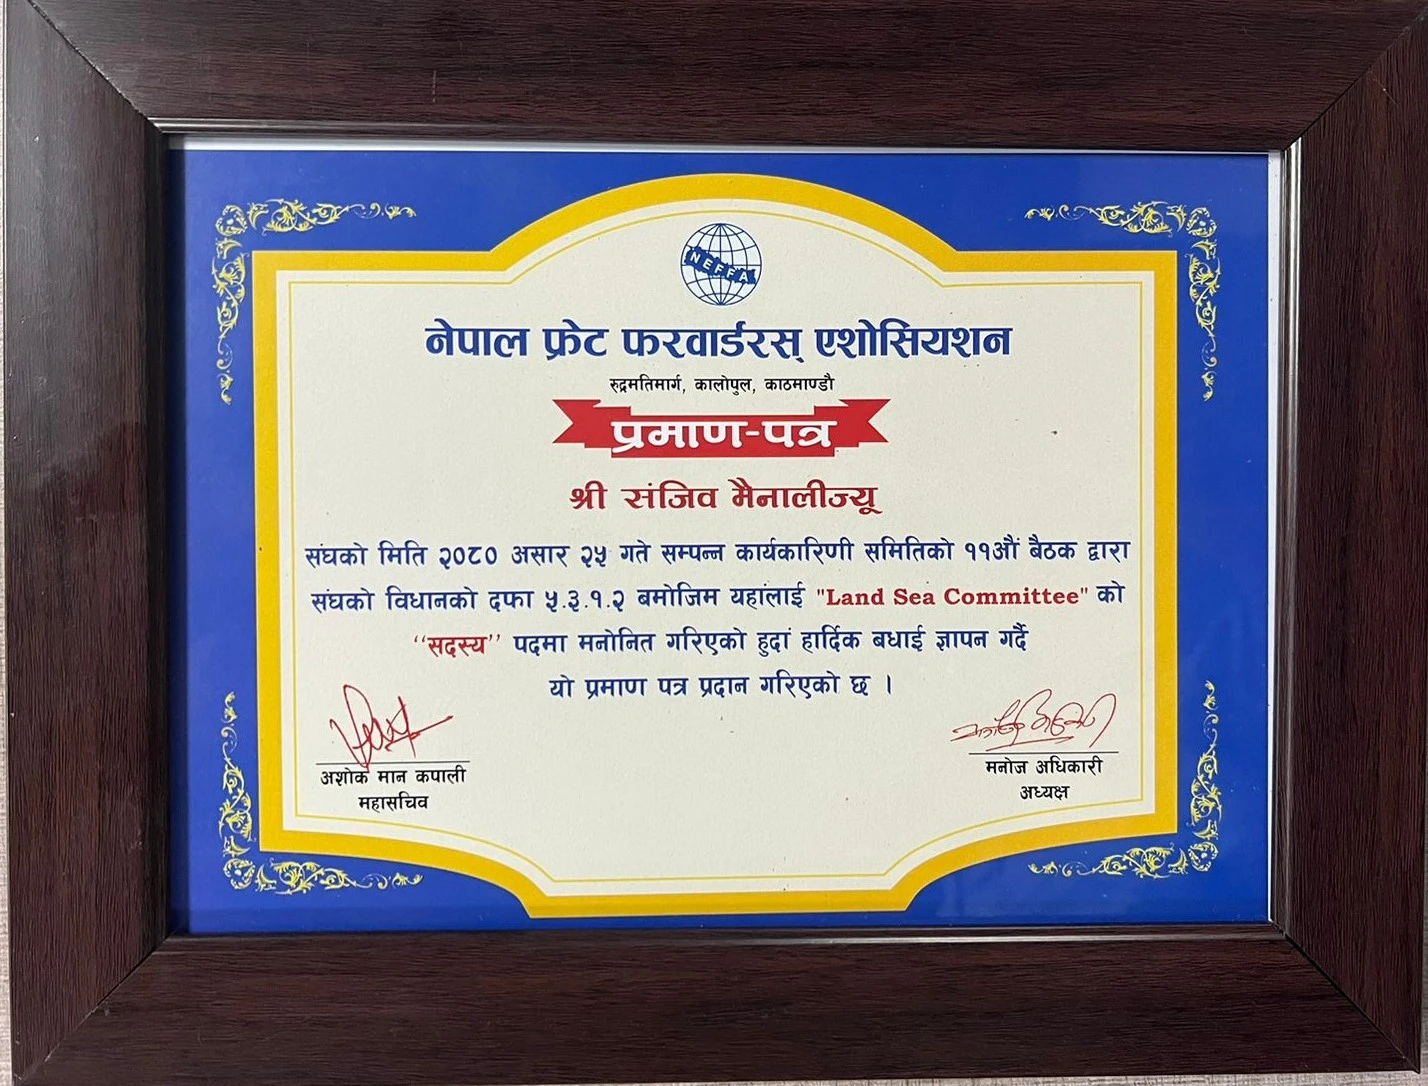 NEFFA
नेपाल फ्रेट फरवार्डरस् एशोसियशन
रुद्रमतिमार्ग, कालोपुल, काठमाण्डौ
प्रमाण-पत्र
श्री संजिव मैनालीज्यू
संघको मिति २०८० असार २५ गते सम्पन्न कार्यकारिणी समितिको ११औं बैठक द्वारा
संघको विधानको दफा ५.३.१.२ बमोजिम यहांलाई "Land Sea Committee" को
“सदस्य” पदमा मनोनित गरिएको हुदां हार्दिक बधाई ज्ञापन गर्दै
यो प्रमाण पत्र प्रदान गरिएको छ ।
अशोक मान कपाली
महासचिव
मनोज अधिकारी
अध्यक्ष